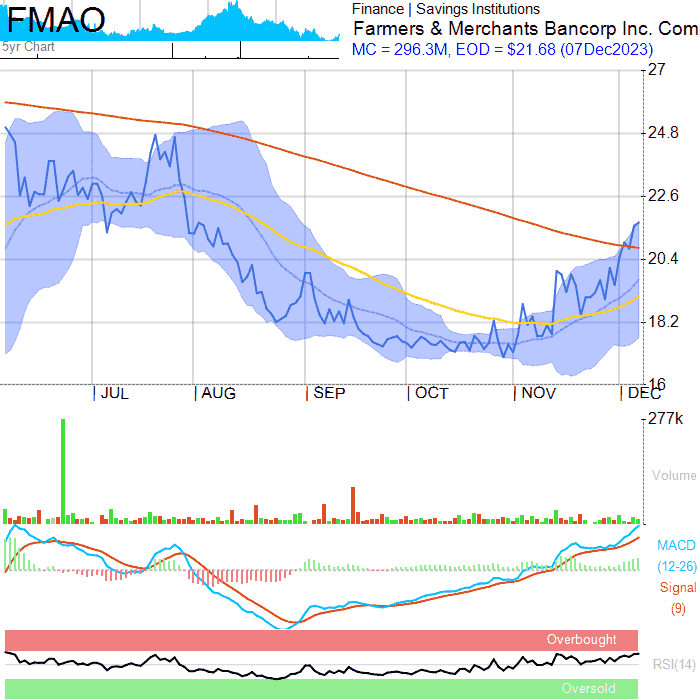 FMAO
5yr Chart
Finance | Savings Institutions
Farmers & Merchants Bancorp Inc. Com
MC = 296.3M, EOD = $21.68 (07Dec2023)
27
24.8
22.6
20.4
18.2
16
JUL
AUG
SEP
OCT
NOV
DEC
277k
Volume
MACD
(12-26)
Signal
(9)
Overbought
RSI(14)
Oversold